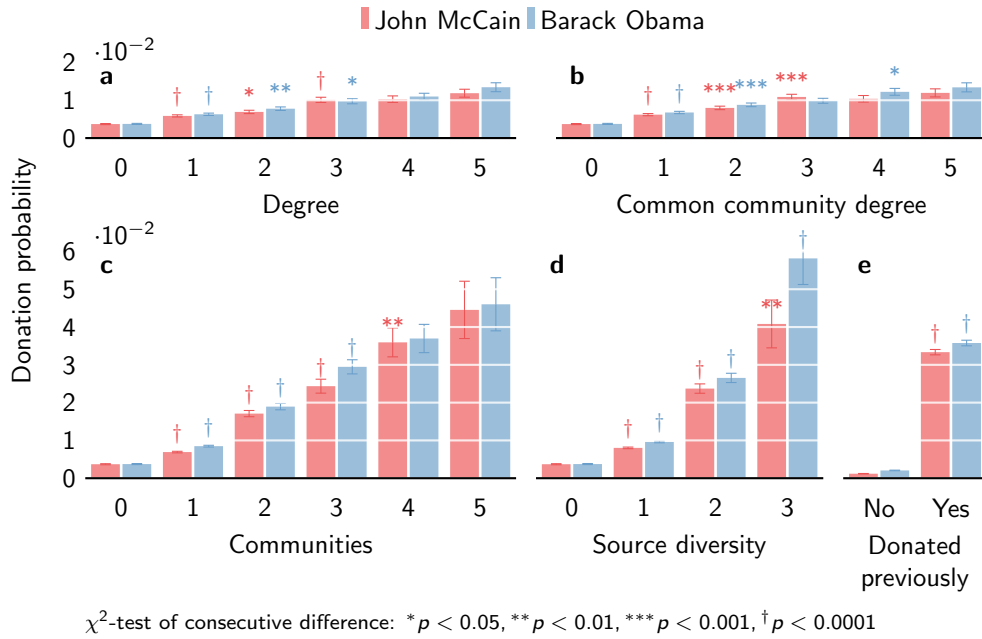 John McCain Barack Obama
·10⁻²
2
1
0
a
† † * ** † *
0 1 2 3 4 5
Degree
b
† † *** *** *** *
0 1 2 3 4 5
Common community degree
Donation probability
·10⁻²
6
5
4
3
2
1
0
c
† † † † † † **
0 1 2 3 4 5
Communities
d
† † † † ** †
0 1 2 3
Source diversity
e
† †
No Yes
Donated
previously
χ²-test of consecutive difference: *p < 0.05, **p < 0.01, ***p < 0.001, †p < 0.0001